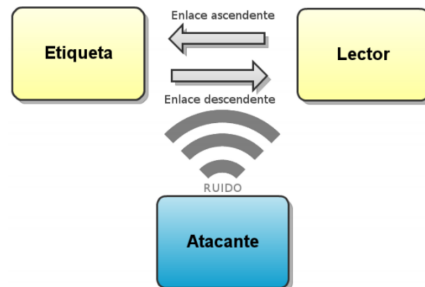 Enlace ascendente
Etiqueta
Lector
Enlace descendente
RUIDO
Atacante